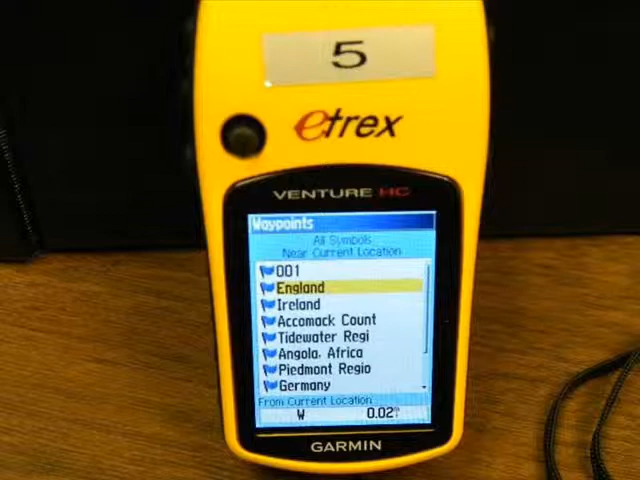 5
etrex
VENTURE HC
Waypoints
All Symbols
Near Current Location
001
England
Ireland
Accomack Count
Tidewater Regi
Angola, Africa
Piedmont Regio
Germany
From Current Location
W 0.02
GARMIN